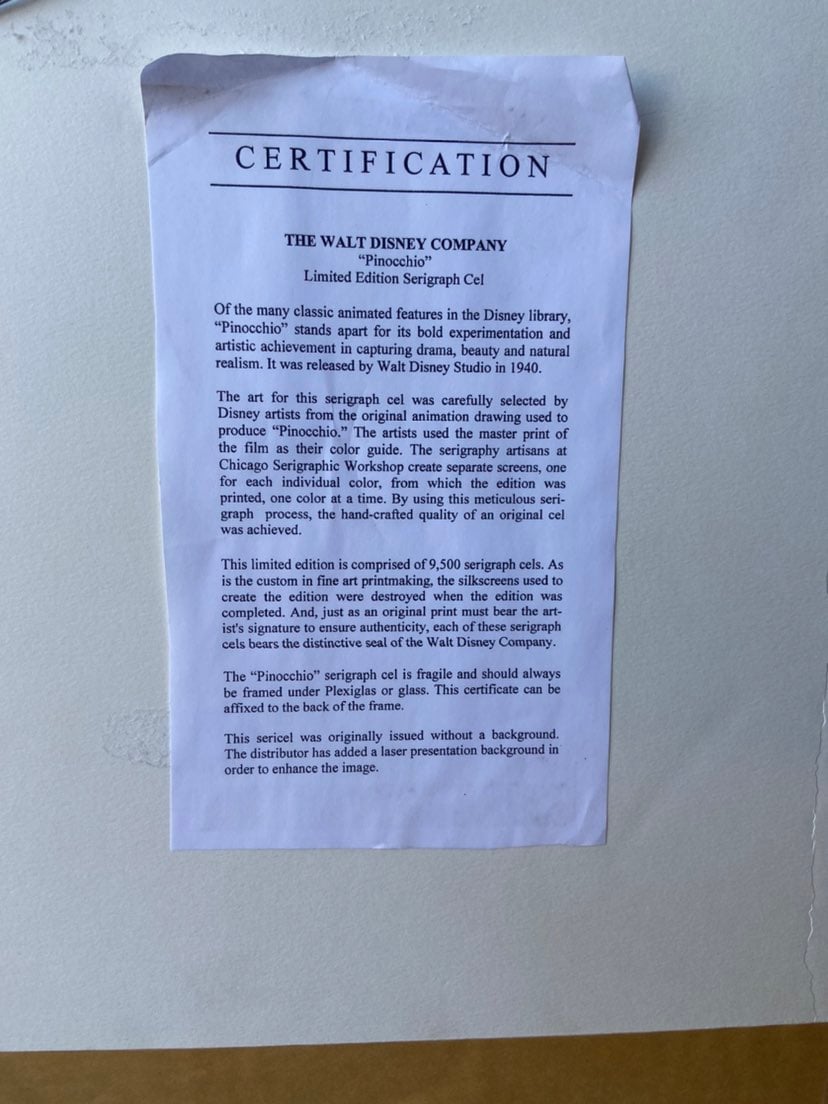 CERTIFICATION
THE WALT DISNEY COMPANY
“Pinocchio”
Limited Edition Serigraph Cel
Of the many classic animated features in the Disney library,
“Pinocchio” stands apart for its bold experimentation and
artistic achievement in capturing drama, beauty and natural
realism. It was released by Walt Disney Studio in 1940.
The art for this serigraph cel was carefully selected by
Disney artists from the original animation drawing used to
produce “Pinocchio.” The artists used the master print of
the film as their color guide. The serigraphy artisans at
Chicago Serigraphic Workshop create separate screens, one
for each individual color, from which the edition was
printed, one color at a time. By using this meticulous seri-
graph process, the hand-crafted quality of an original cel
was achieved.
This limited edition is comprised of 9,500 serigraph cels. As
is the custom in fine art printmaking, the silkscreens used to
create the edition were destroyed when the edition was
completed. And, just as an original print must bear the art-
ist's signature to ensure authenticity, each of these serigraph
cels bears the distinctive seal of the Walt Disney Company.
The “Pinocchio” serigraph cel is fragile and should always
be framed under Plexiglas or glass. This certificate can be
affixed to the back of the frame.
This sericel was originally issued without a background.
The distributor has added a laser presentation background in
order to enhance the image.